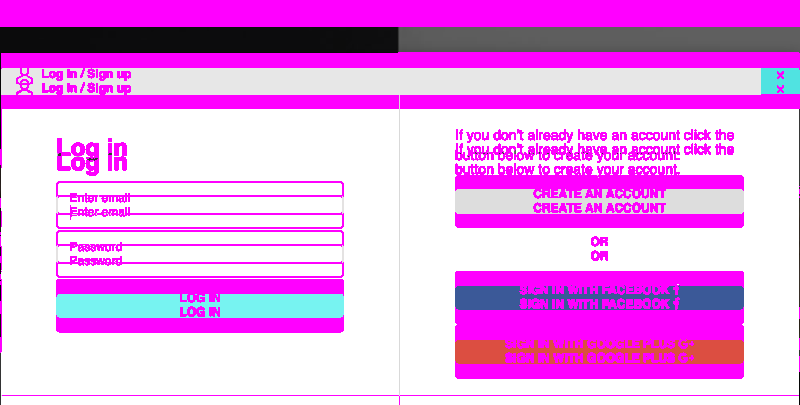 Log in / Sign up
Log in / Sign up
×
×
Log in
Log in
Enter email
Enter email
Password
Password
LOG IN
LOG IN
If you don't already have an account click the
If you don't already have an account click the
button below to create your account.
button below to create your account.
CREATE AN ACCOUNT
CREATE AN ACCOUNT
OR
OR
SIGN IN WITH FACEBOOK f
SIGN IN WITH FACEBOOK f
SIGN IN WITH GOOGLE PLUS G+
SIGN IN WITH GOOGLE PLUS G+